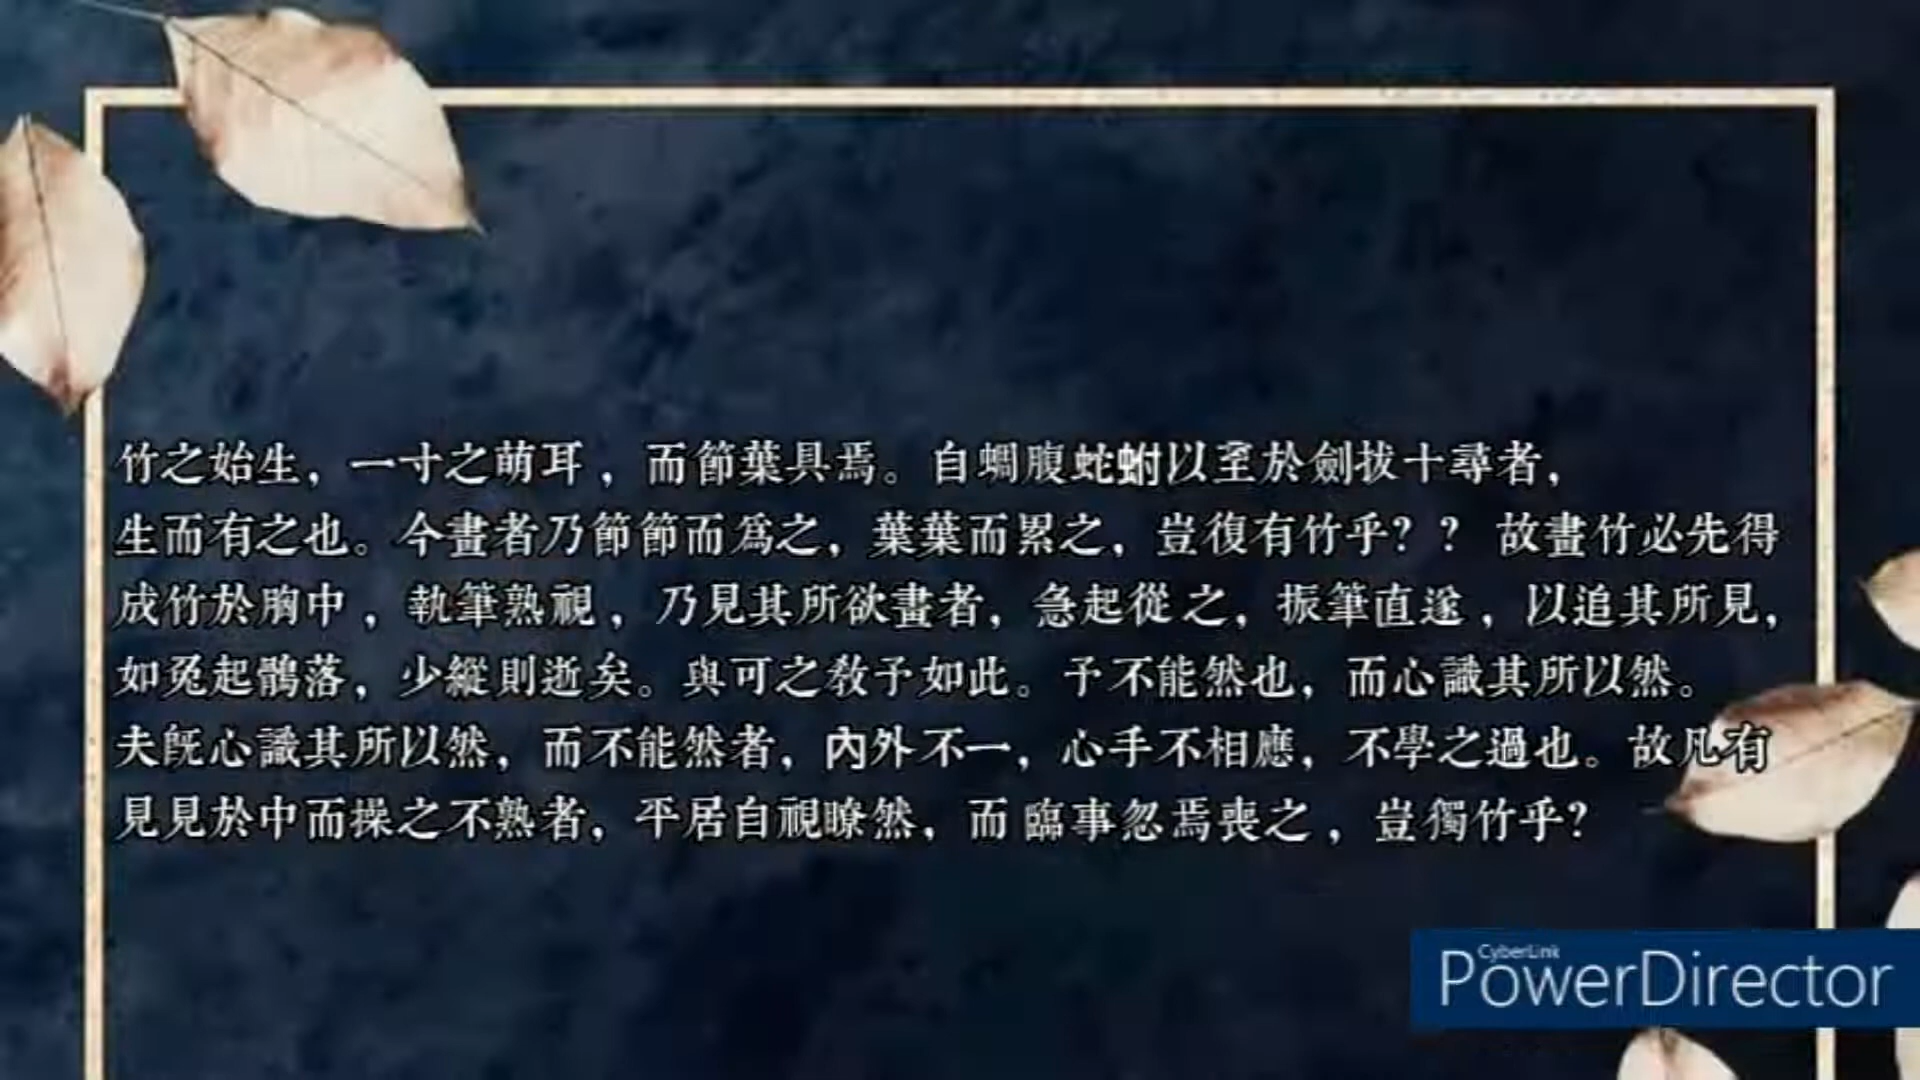 竹之始生，一寸之萌耳，而節葉具焉。自蜩腹蛇蚹以至於劍拔十尋者，
生而有之也。今畫者乃節節而爲之，葉葉而累之，豈復有竹乎？？故畫竹必先得
成竹於胸中，執筆熟視，乃見其所欲畫者，急起從之，振筆直遂，以追其所見，
如兔起鶻落，少縱則逝矣。與可之敎予如此。予不能然也，而心識其所以然。
夫旣心識其所以然，而不能然者，內外不一，心手不相應，不學之過也。故凡有
見見於中而操之不熟者，平居自視瞭然，而臨事忽焉喪之，豈獨竹乎？
CyberLink
PowerDirector